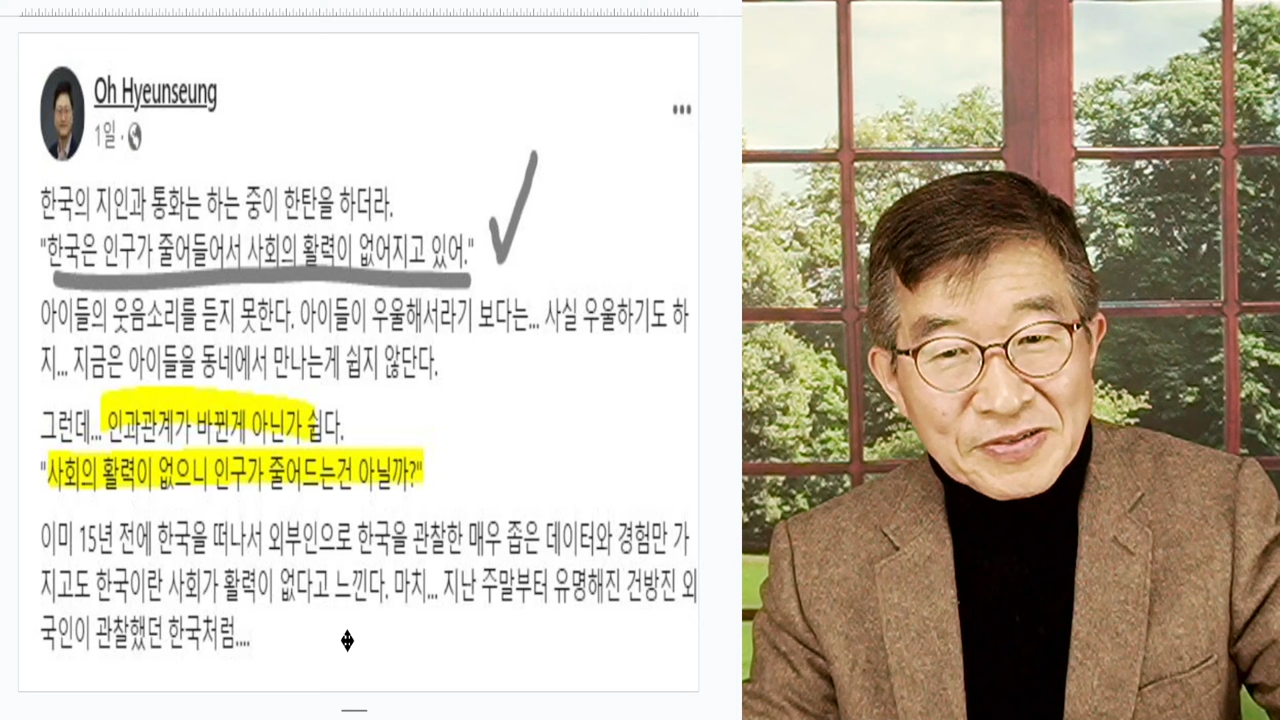 Oh Hyeunseung
1일 ·
한국의 지인과 통화는 하는 중이 한탄을 하더라.
"한국은 인구가 줄어들어서 사회의 활력이 없어지고 있어."
아이들의 웃음소리를 듣지 못한다. 아이들이 우울해서라기 보다는... 사실 우울하기도 하
지... 지금은 아이들을 동네에서 만나는게 쉽지 않단다.
그런데... 인과관계가 바뀐게 아닌가 쉽다.
"사회의 활력이 없으니 인구가 줄어드는건 아닐까?"
이미 15년 전에 한국을 떠나서 외부인으로 한국을 관찰한 매우 좁은 데이터와 경험만 가
지고도 한국이란 사회가 활력이 없다고 느낀다. 마치... 지난 주말부터 유명해진 건방진 외
국인이 관찰했던 한국처럼....